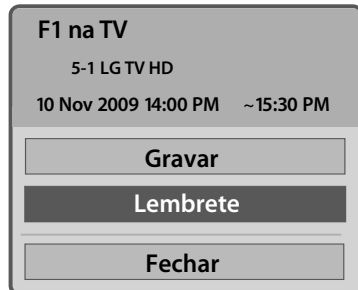 F1 na TV
5-1 LG TV HD
10 Nov 2009 14:00 PM ~15:30 PM
Gravar
Lembrete
Fechar